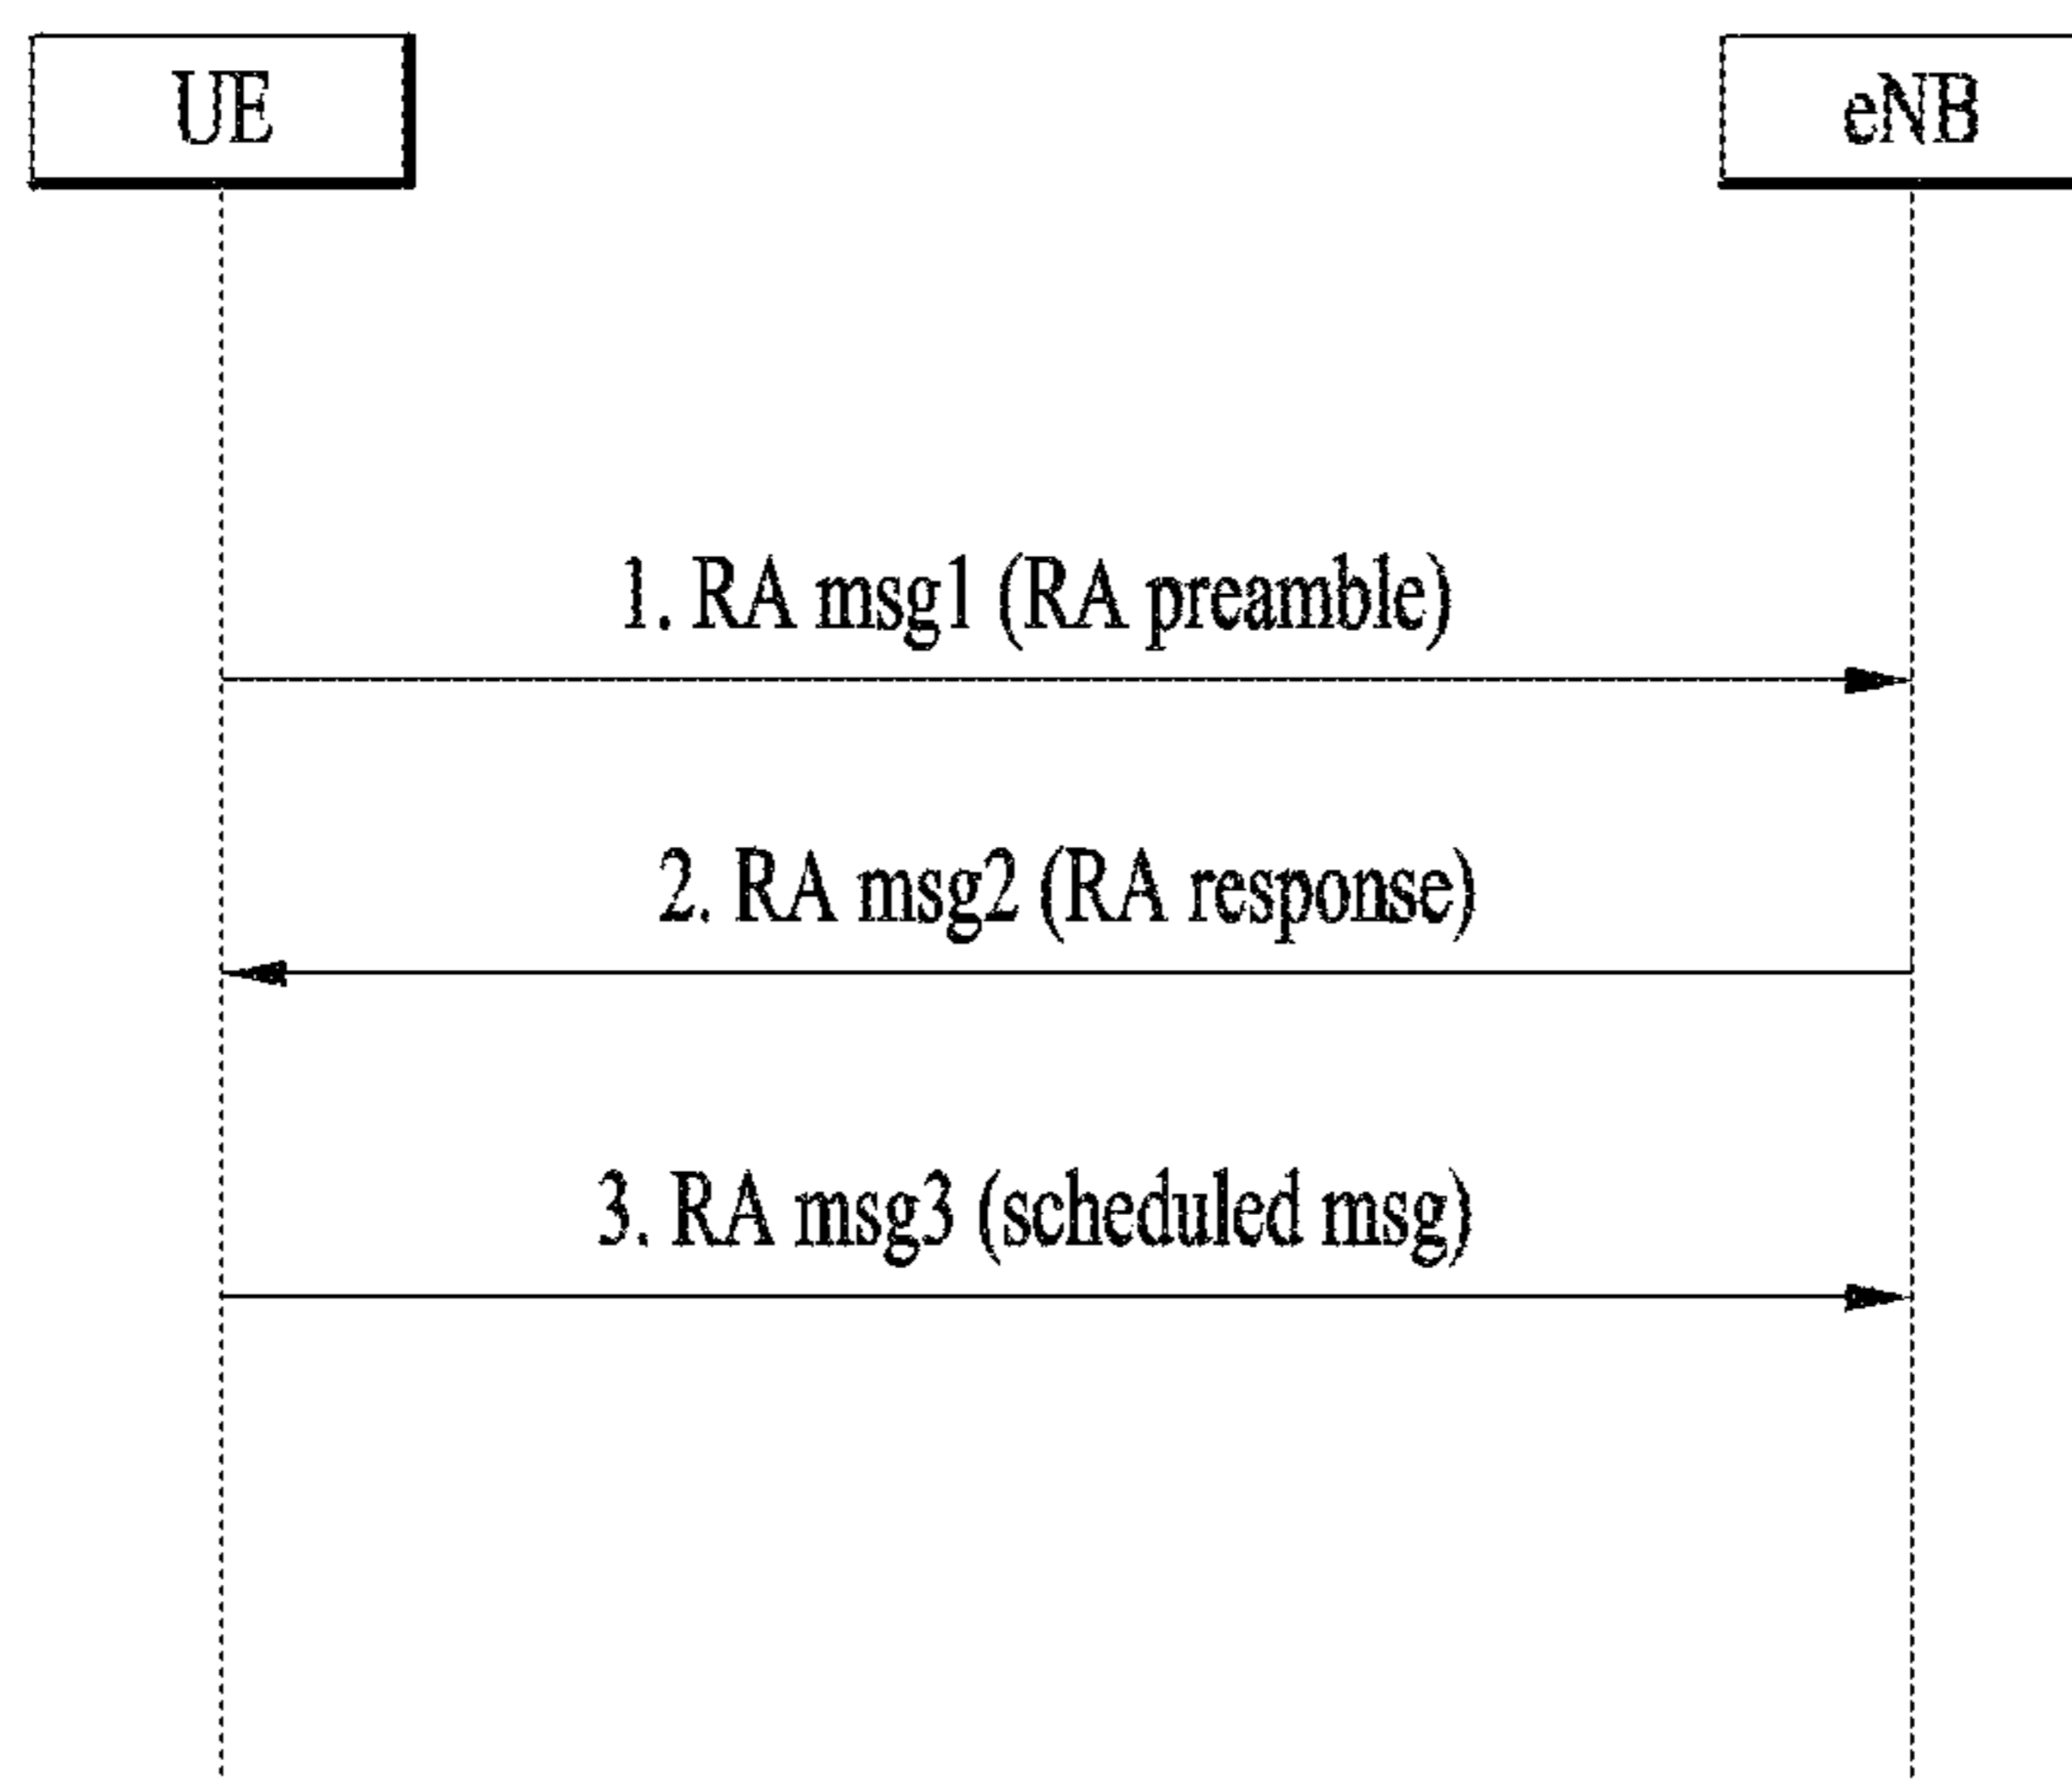 UE
eNB
1. RA msg1 (RA preamble)
2. RA msg2 (RA response)
3. RA msg3 (scheduled msg)